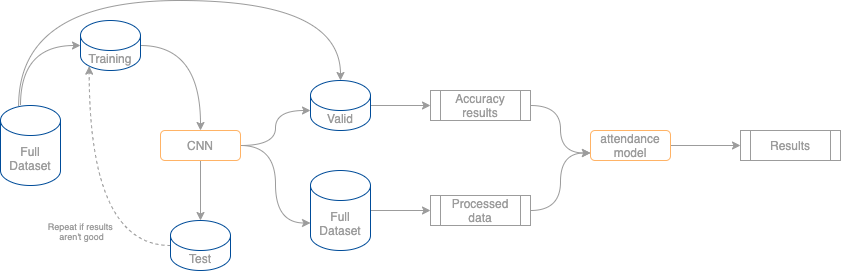 Training
Full
Dataset
CNN
Valid
Accuracy
results
attendance
model
Results
Full
Dataset
Processed
data
Repeat if results
aren't good
Test